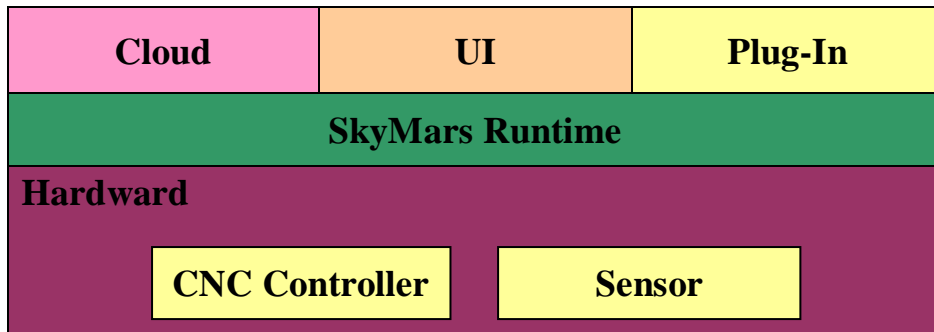 Cloud UI Plug-In
SkyMars Runtime
Hardward
CNC Controller Sensor